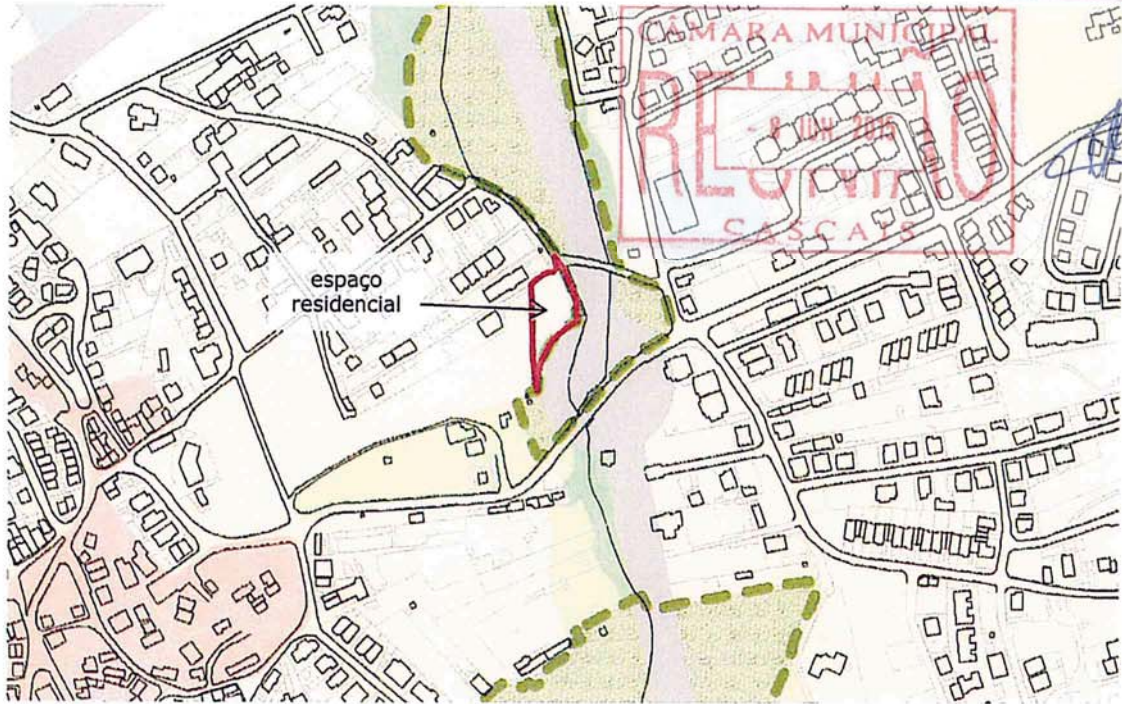 CÂMARA MUNICIPAL
REUNIÃO
- 8 JUN. 2015
CASCAIS
espaço
residencial